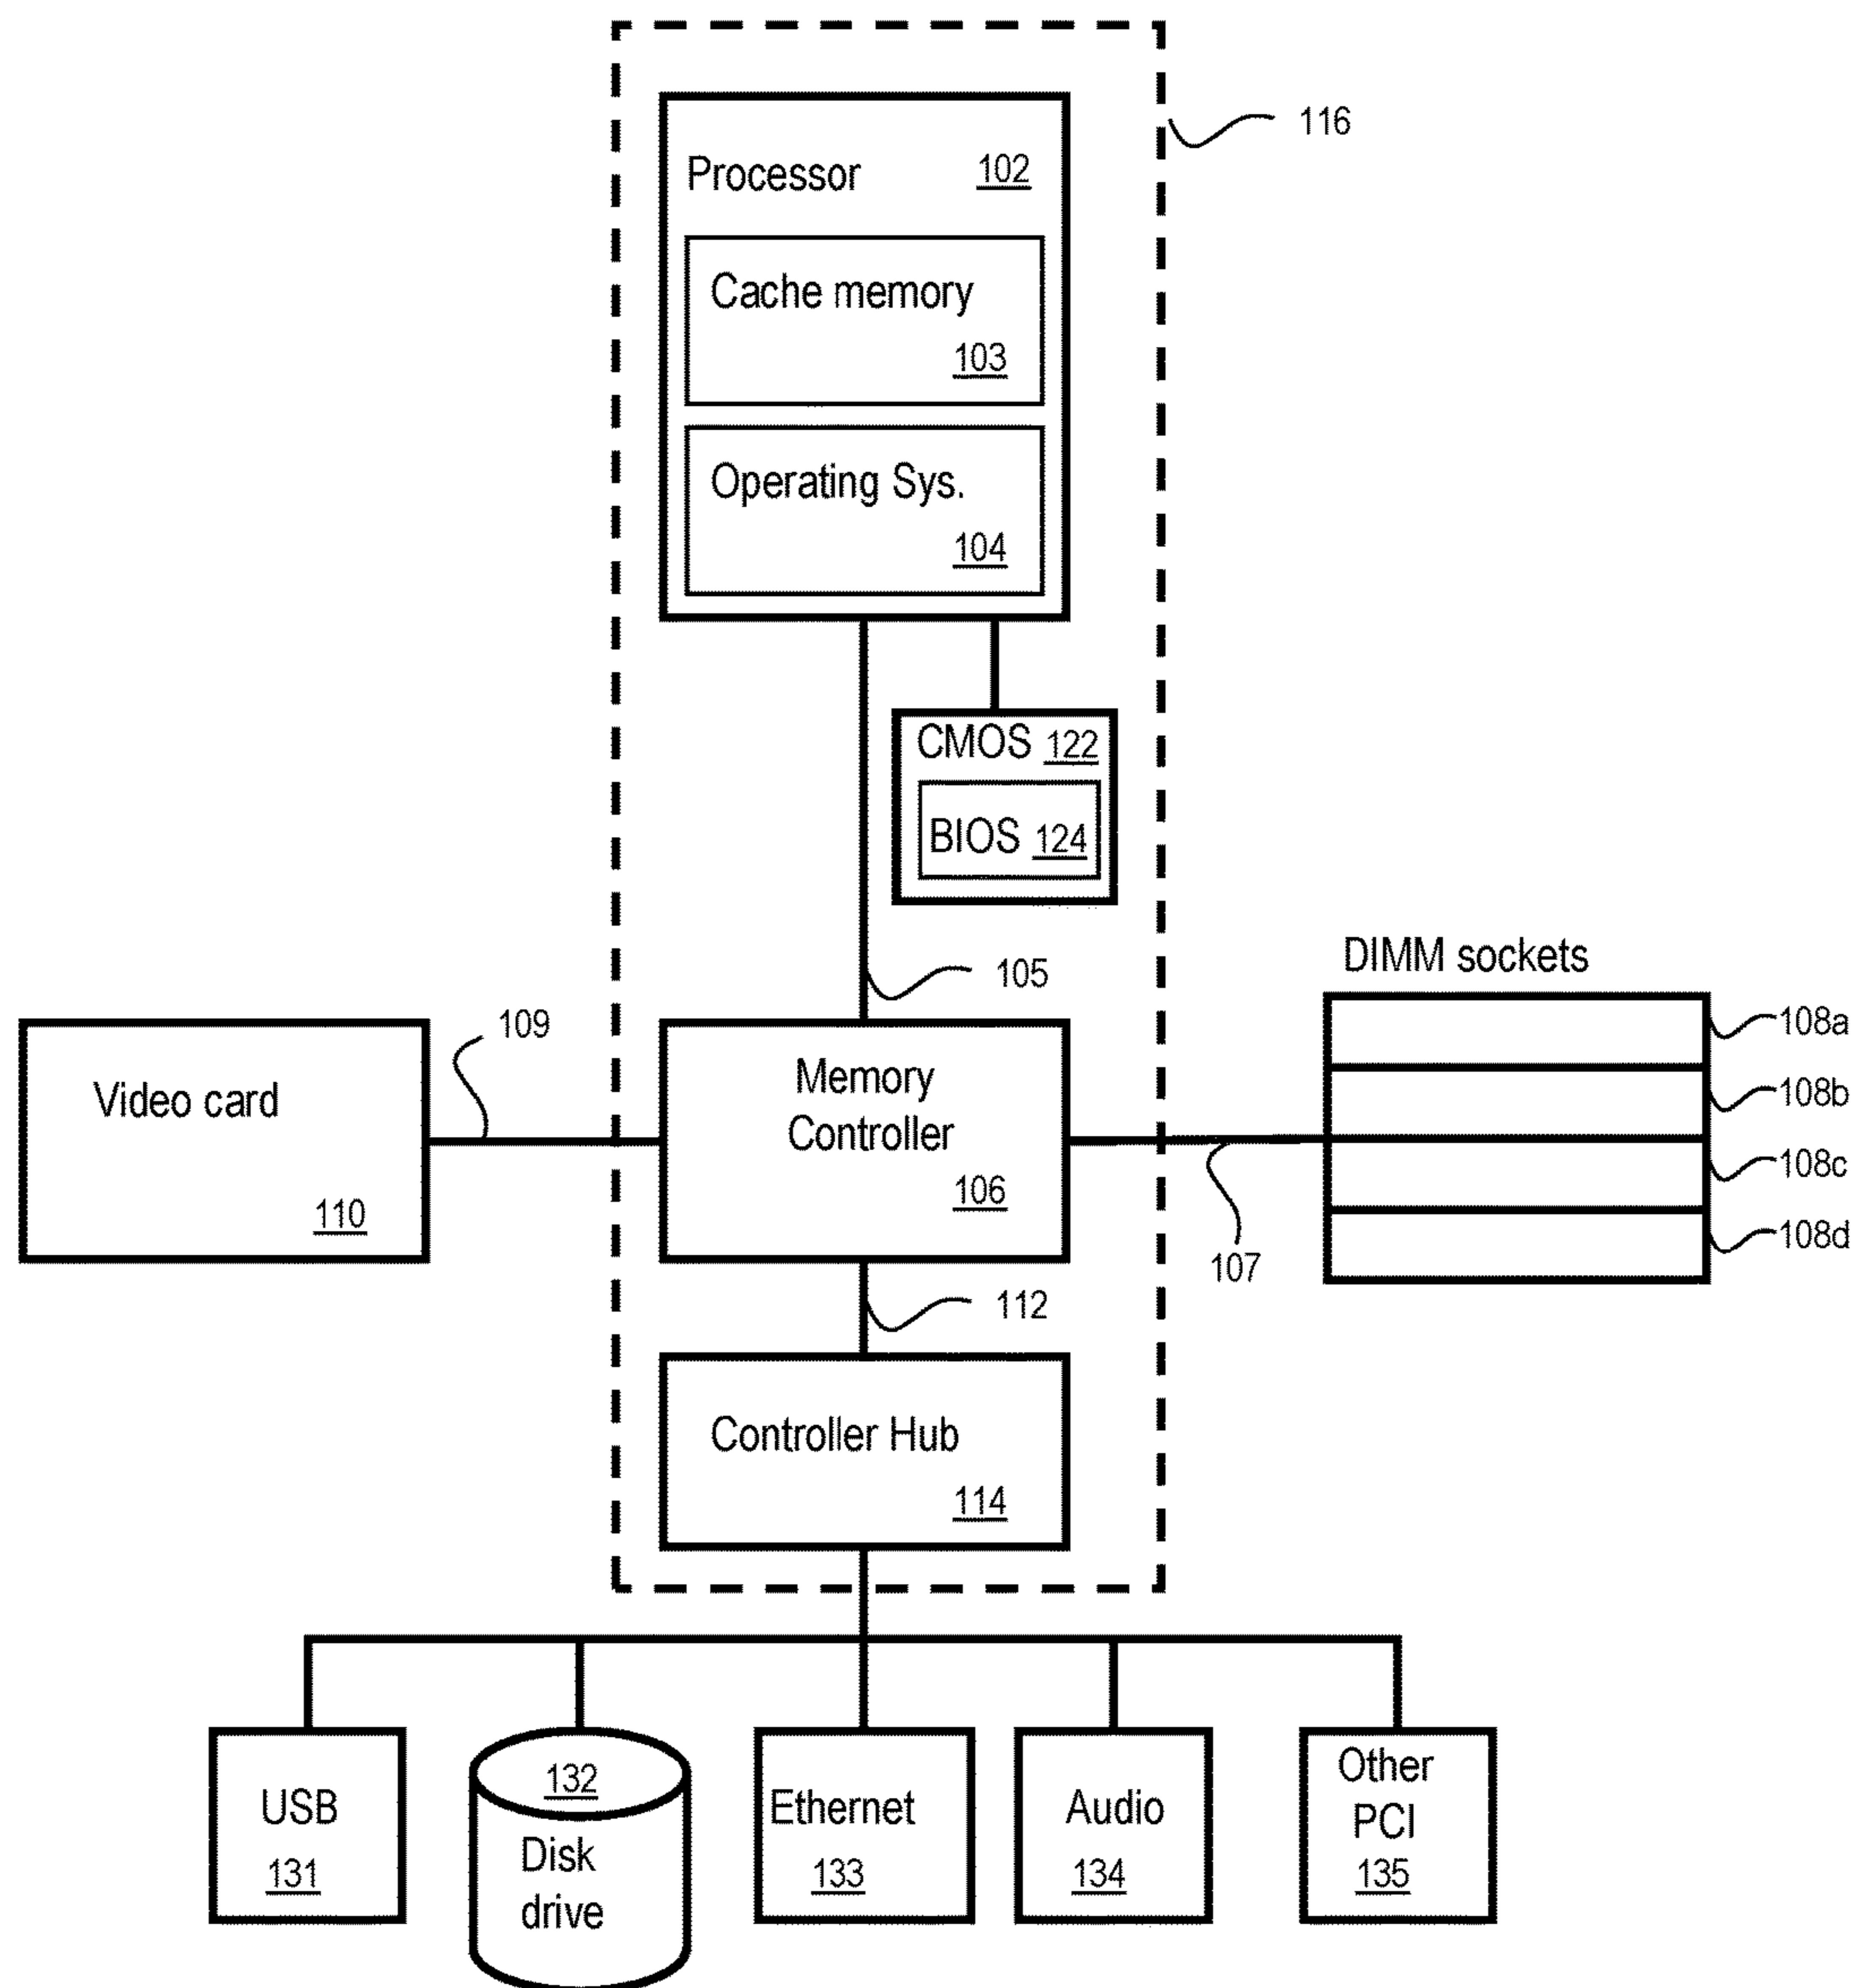 116
Processor 102
Cache memory
103
Operating Sys.
104
CMOS 122
BIOS 124
105
DIMM sockets
108a
108b
108c
108d
109
Video card
110
Memory
Controller
106
107
112
Controller Hub
114
USB
131
132
Disk
drive
Ethernet
133
Audio
134
Other
PCI
135